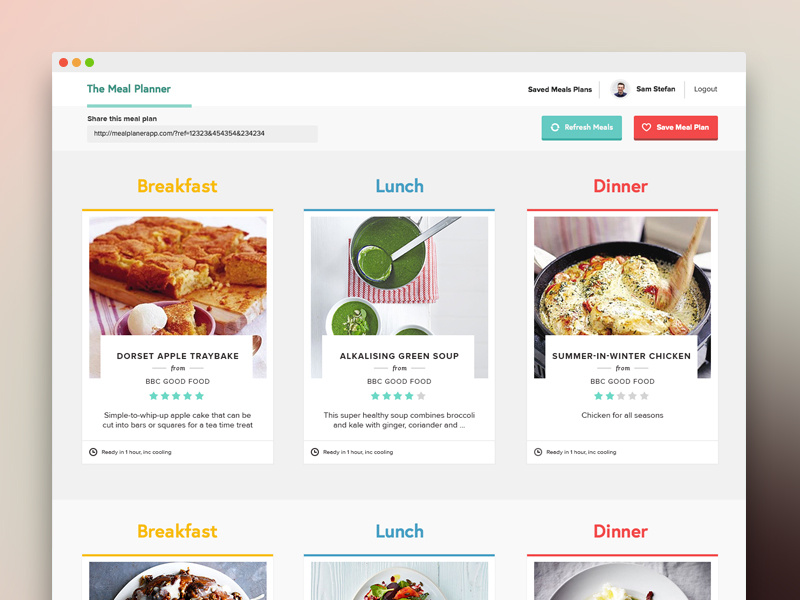 The Meal Planner
Saved Meals Plans
Sam Stefan
Logout
Share this meal plan
http://mealplanerapp.com/?ref=12323&454354&234234
Refresh Meals
Save Meal Plan
Breakfast
Lunch
Dinner
DORSET APPLE TRAYBAKE
from
BBC GOOD FOOD
Simple-to-whip-up apple cake that can be
cut into bars or squares for a tea time treat
Ready in 1 hour, inc cooling
ALKALISING GREEN SOUP
from
BBC GOOD FOOD
This super healthy soup combines broccoli
and kale with ginger, coriander and ...
Ready in 1 hour, inc cooling
SUMMER-IN-WINTER CHICKEN
from
BBC GOOD FOOD
Chicken for all seasons
Ready in 1 hour, inc cooling
Breakfast
Lunch
Dinner